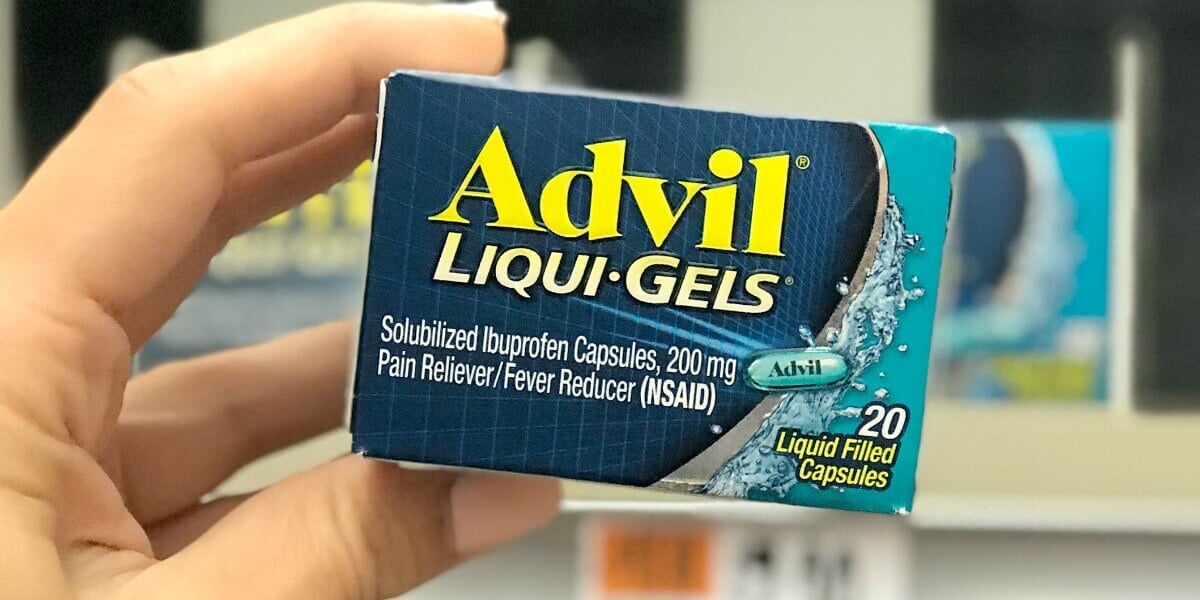 Advil®
LIQUI·GELS®
Solubilized Ibuprofen Capsules, 200 mg
Pain Reliever/Fever Reducer (NSAID)
Advil
20
Liquid Filled
Capsules